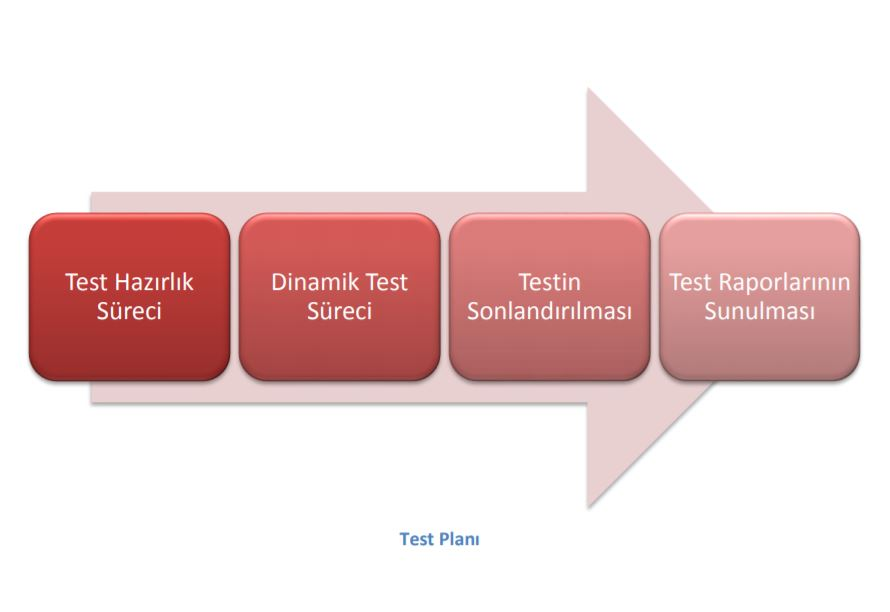 Test Hazırlık
Süreci
Dinamik Test
Süreci
Testin
Sonlandırılması
Test Raporlarının
Sunulması
Test Planı